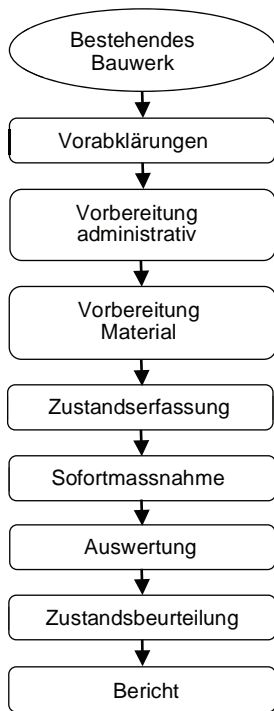 Bestehendes
Bauwerk
Vorabklärungen
Vorbereitung
administrativ
Vorbereitung
Material
Zustandserfassung
Sofortmassnahme
Auswertung
Zustandsbeurteilung
Bericht